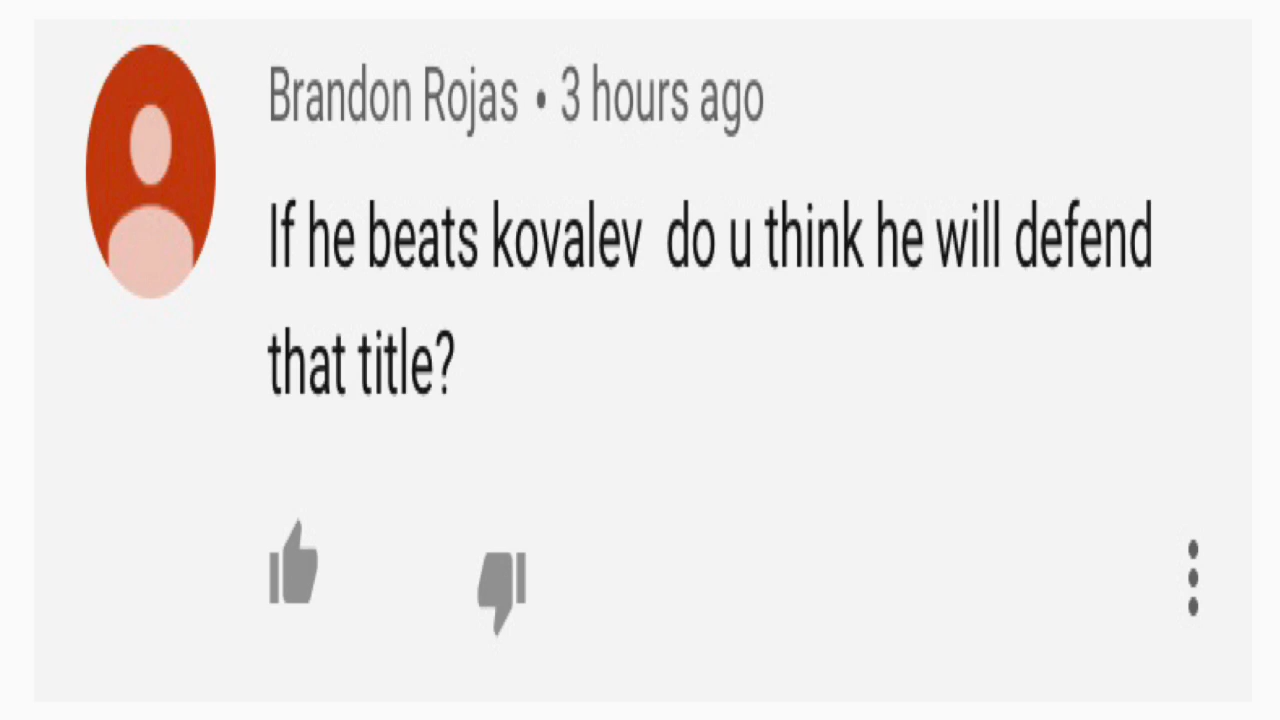 Brandon Rojas • 3 hours ago
If he beats kovalev  do u think he will defend
that title?